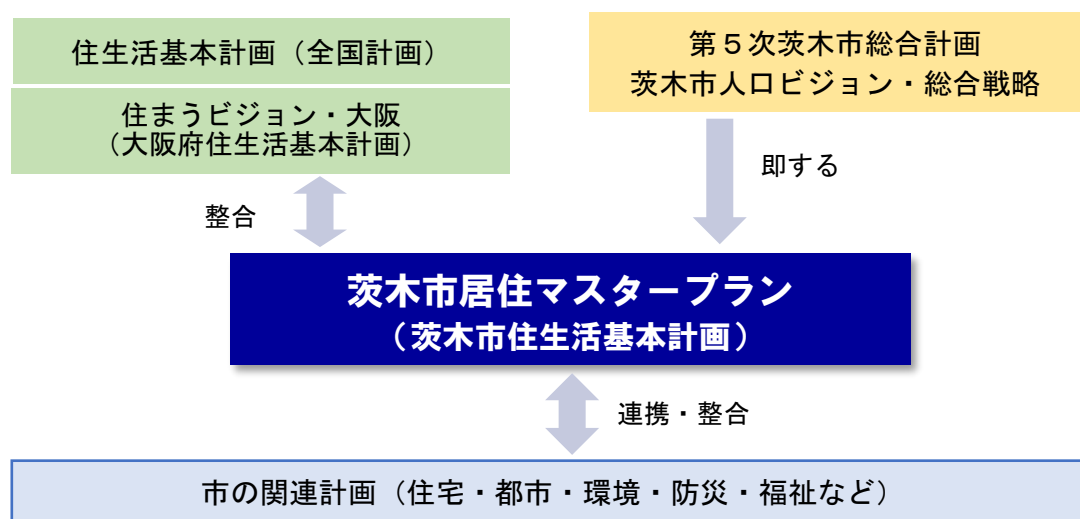 住生活基本計画（全国計画）
住まうビジョン・大阪
（大阪府住生活基本計画）
第５次茨木市総合計画
茨木市人口ビジョン・総合戦略
整合
即する
茨木市居住マスタープラン
（茨木市住生活基本計画）
連携・整合
市の関連計画（住宅・都市・環境・防災・福祉など）